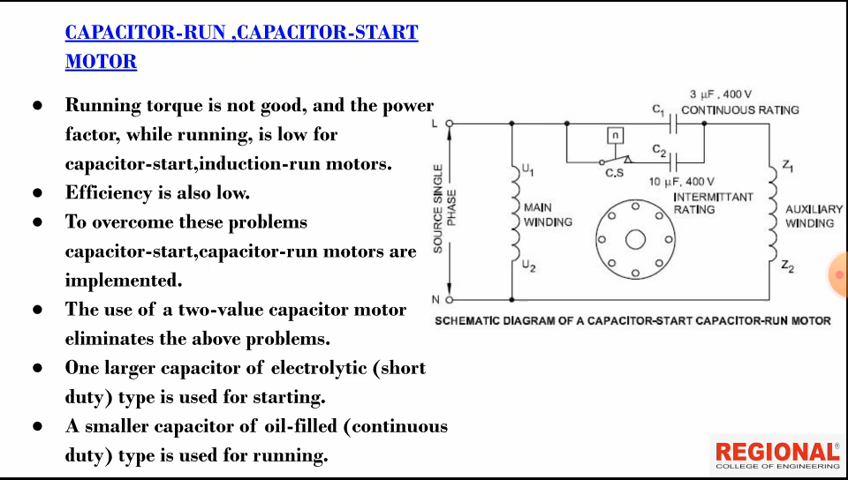 CAPACITOR-RUN ,CAPACITOR-START
MOTOR
● Running torque is not good, and the power
factor, while running, is low for
capacitor-start,induction-run motors.
● Efficiency is also low.
● To overcome these problems
capacitor-start,capacitor-run motors are
implemented.
● The use of a two-value capacitor motor
eliminates the above problems.
● One larger capacitor of electrolytic (short
duty) type is used for starting.
● A smaller capacitor of oil-filled (continuous
duty) type is used for running.
3 µF, 400 V
C1 CONTINUOUS RATING
L
n
C2
C.S
10 µF, 400 V
INTERMITTANT
RATING
U1
MAIN
WINDING
U2
SOURCE SINGLE
PHASE
Z1
AUXILIARY
WINDING
Z2
N
SCHEMATIC DIAGRAM OF A CAPACITOR-START CAPACITOR-RUN MOTOR
REGIONAL®
COLLEGE OF ENGINEERING